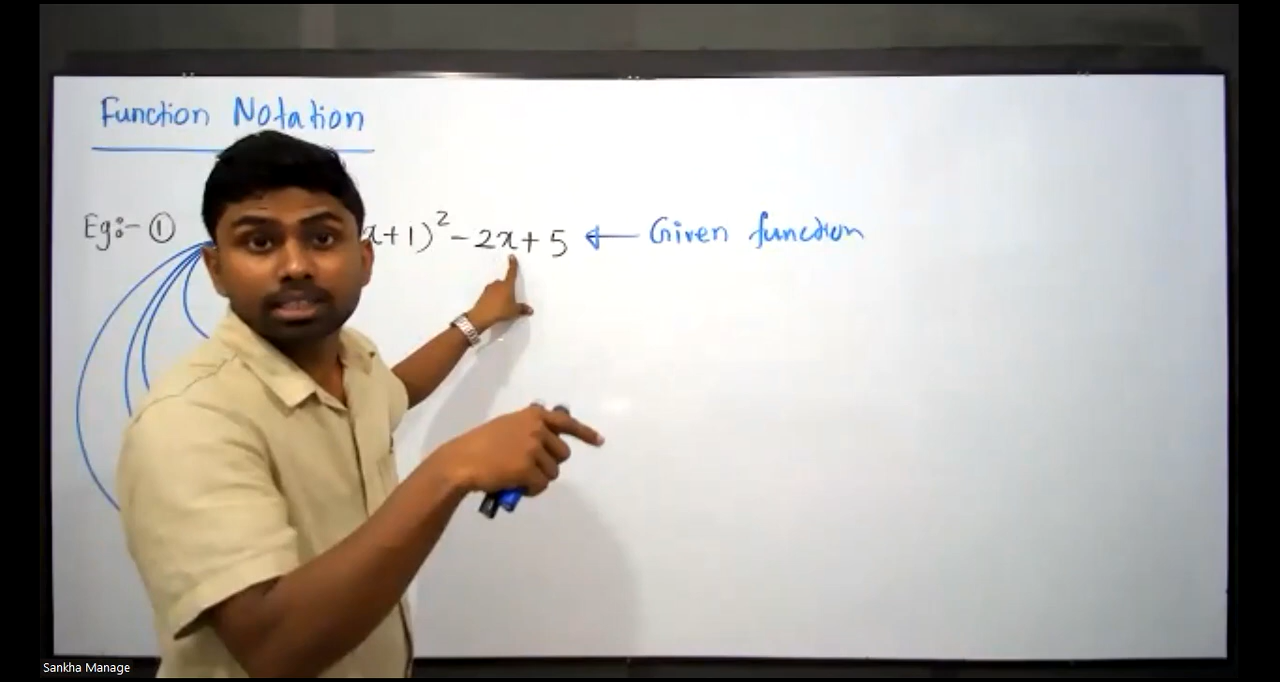 Function Notation
Eg:- ① x+1)² - 2x + 5 ← Given function
Sankha Manage